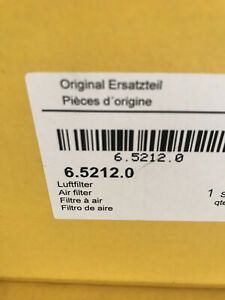 Original Ersatzteil
Pièces d'origine
6.5212.0
6.5212.0
Luftfilter
Air filter
Filtre à air
Filtro de aire
1
qte